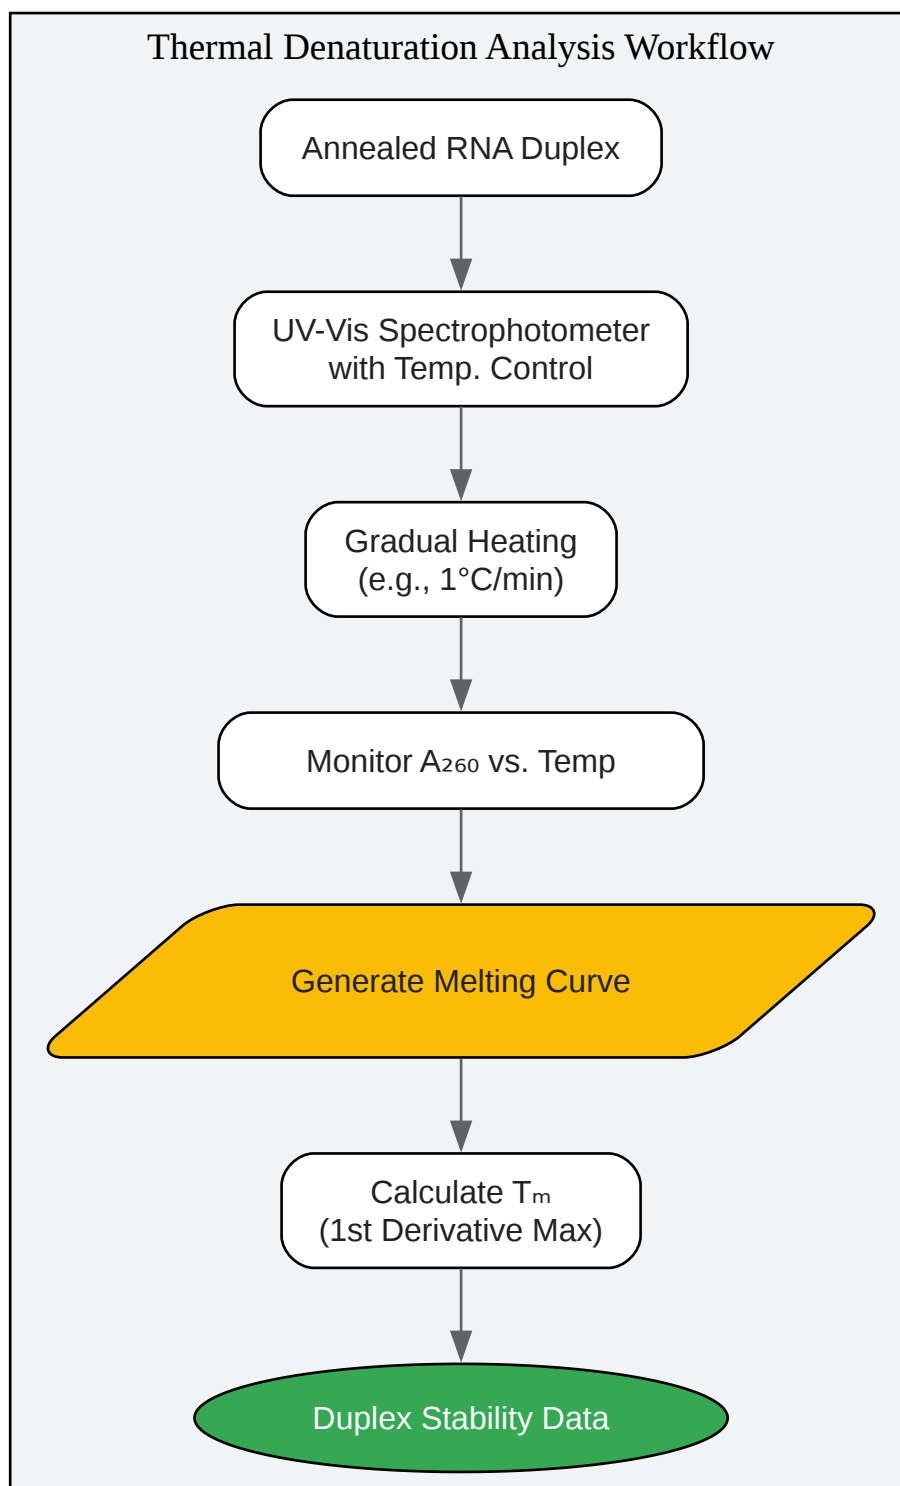 Thermal Denaturation Analysis Workflow
Annealed RNA Duplex
UV-Vis Spectrophotometer
with Temp. Control
Gradual Heating
(e.g., 1°C/min)
Monitor A₂₆₀ vs. Temp
Generate Melting Curve
Calculate Tₘ
(1st Derivative Max)
Duplex Stability Data